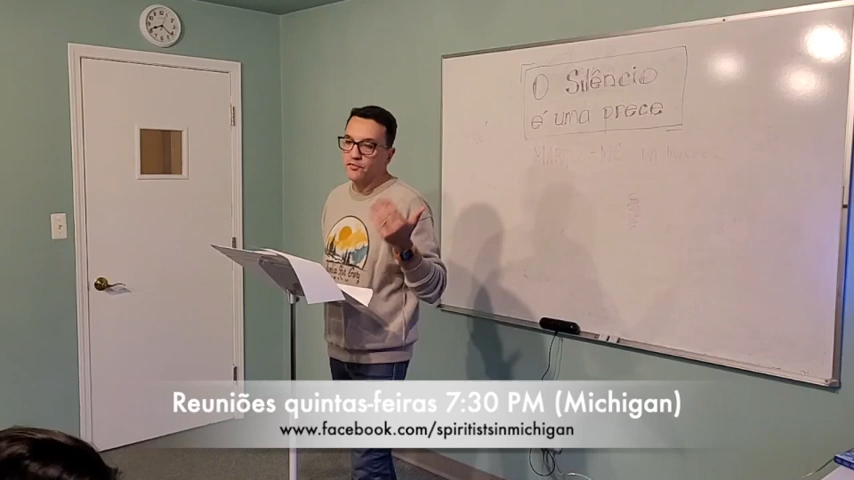 O Silêncio
é uma prece
Reuniões quintas-feiras 7:30 PM (Michigan)
www.facebook.com/spiritistsinmichigan